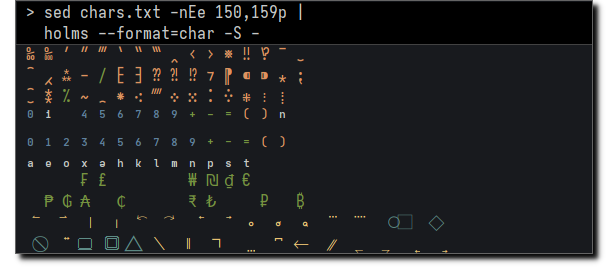 > sed chars.txt -nEe 150,159p |
holms --format=char -S -
‰ ‱ ′ ″ ‴ ‵ ‶ ‷ ‸ ‹ › ※ ‼ ‽ ‾ ‿
⁀ ⁁ ⁂ ⁃ ⁄ ⁅ ⁆ ⁇ ⁈ ⁉ ⁊ ⁋ ⁌ ⁍ ⁎ ⁏
⁐ ⁑ ⁒ ⁓ ⁔ ⁕ ⁖ ⁗ ⁘ ⁙ ⁚ ⁛ ⁜ ⁝ ⁞
⁰ ⁱ ⁴ ⁵ ⁶ ⁷ ⁸ ⁹ ⁺ ⁻ ⁼ ⁽ ⁾ ⁿ
₀ ₁ ₂ ₃ ₄ ₅ ₆ ₇ ₈ ₉ ₊ ₋ ₌ ₍ ₎
ₐ ₑ ₒ ₓ ₔ ₕ ₖ ₗ ₘ ₙ ₚ ₛ ₜ
₣ ₤ ₩ ₪ ₫ €
₱ ₲ ₳ ₵ ₹ ₺ ₽ ₿